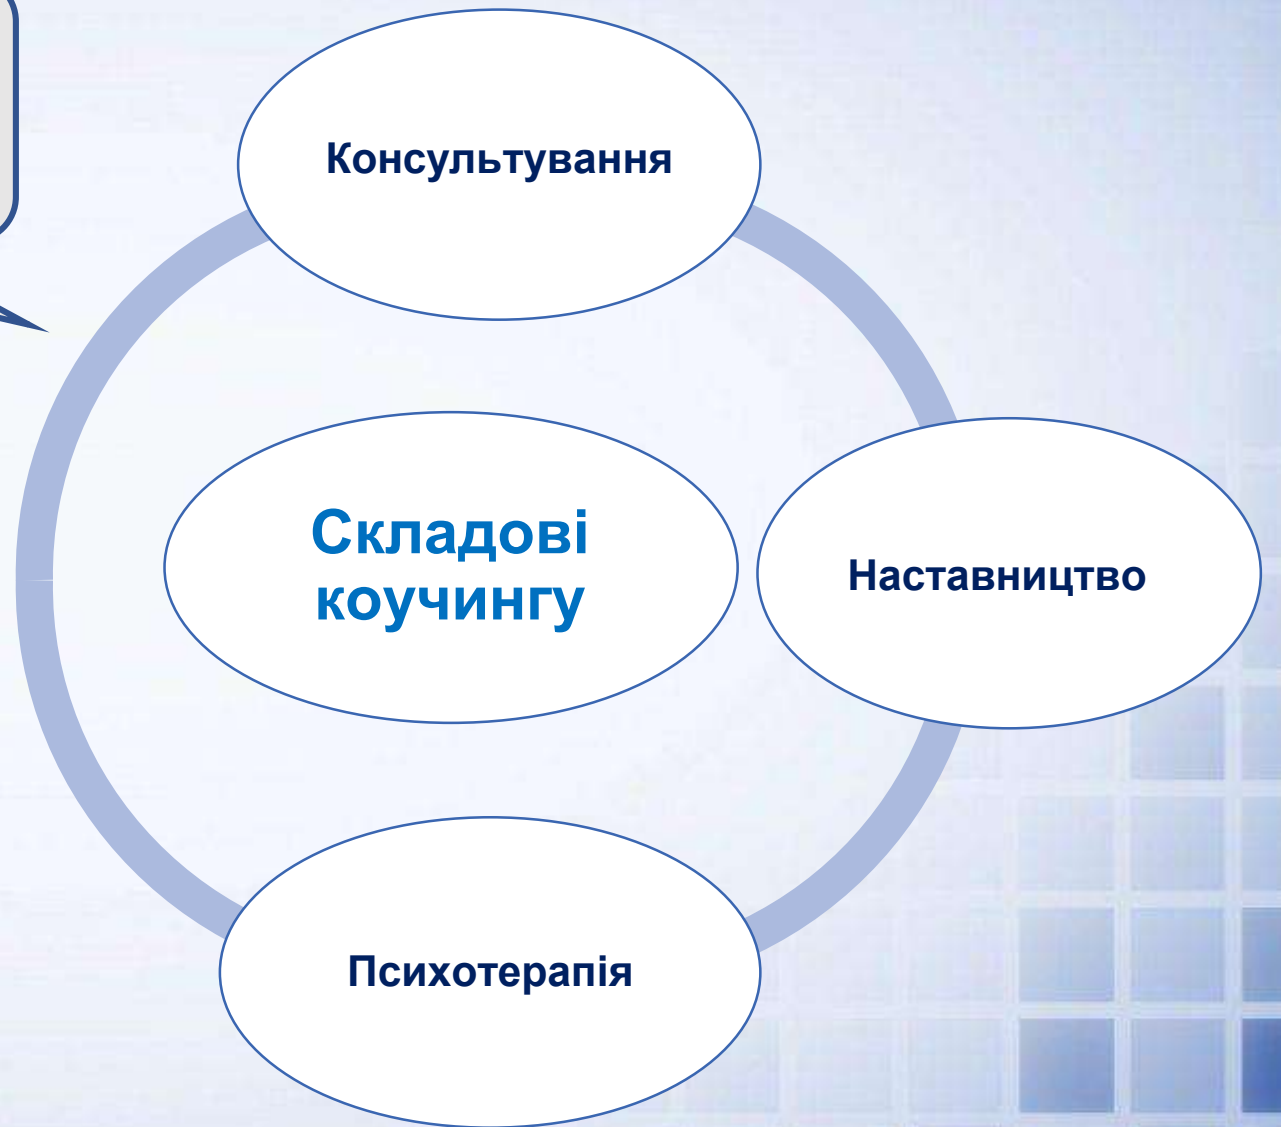 Консультування
Складові
коучингу
Наставництво
Психотерапія